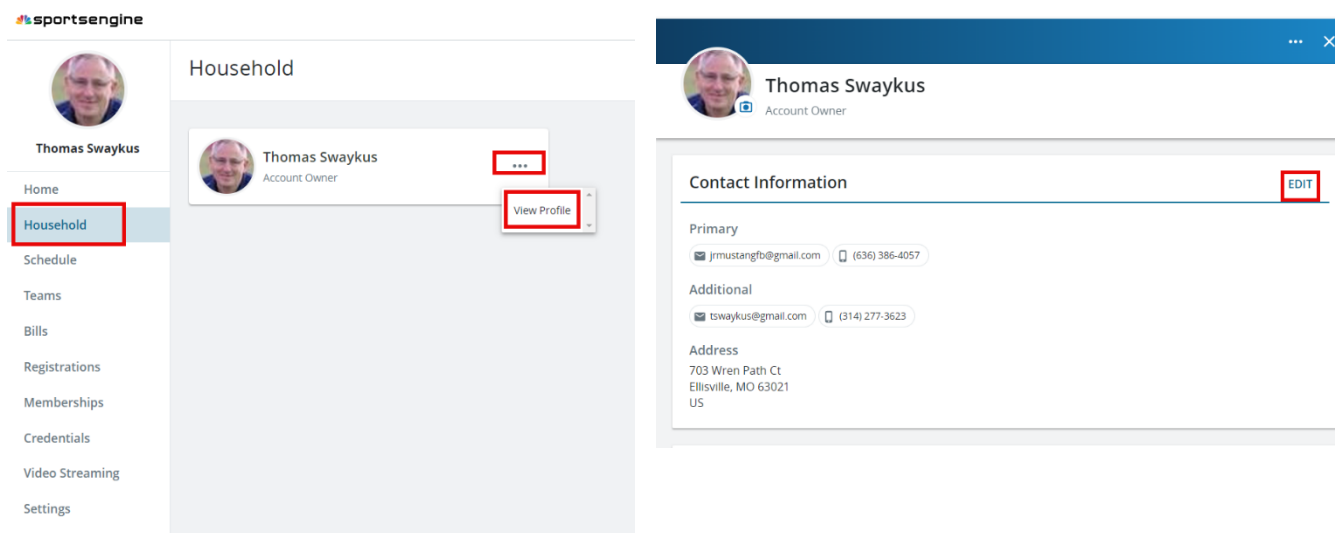 sportsengine
Thomas Swaykus
Home
Household
Schedule
Teams
Bills
Registrations
Memberships
Credentials
Video Streaming
Settings
Household
Thomas Swaykus
Account Owner
...
View Profile
...
Thomas Swaykus
Account Owner
Contact Information
EDIT
Primary
jrmustangfb@gmail.com (636) 386-4057
Additional
tswaykus@gmail.com (314) 277-3623
Address
703 Wren Path Ct
Ellisville, MO 63021
US